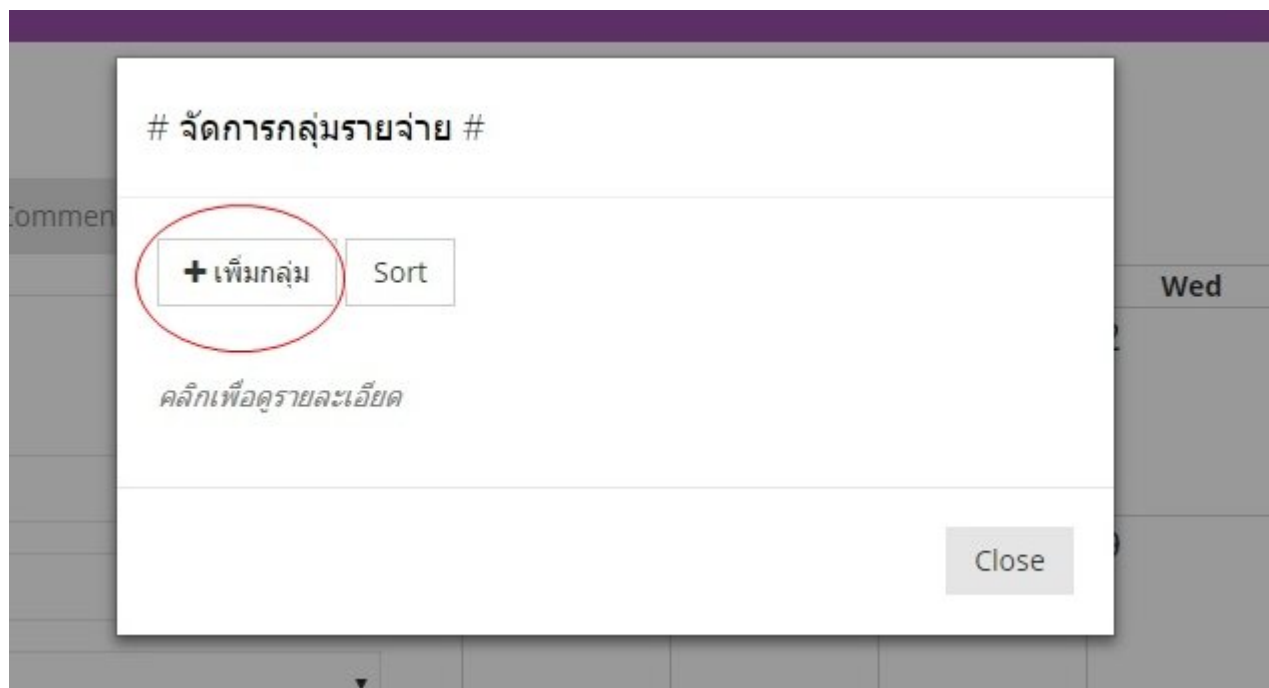 # จัดการกลุ่มรายจ่าย #
Commen
+ เพิ่มกลุ่ม Sort
Wed
คลิกเพื่อดูรายละเอียด
Close